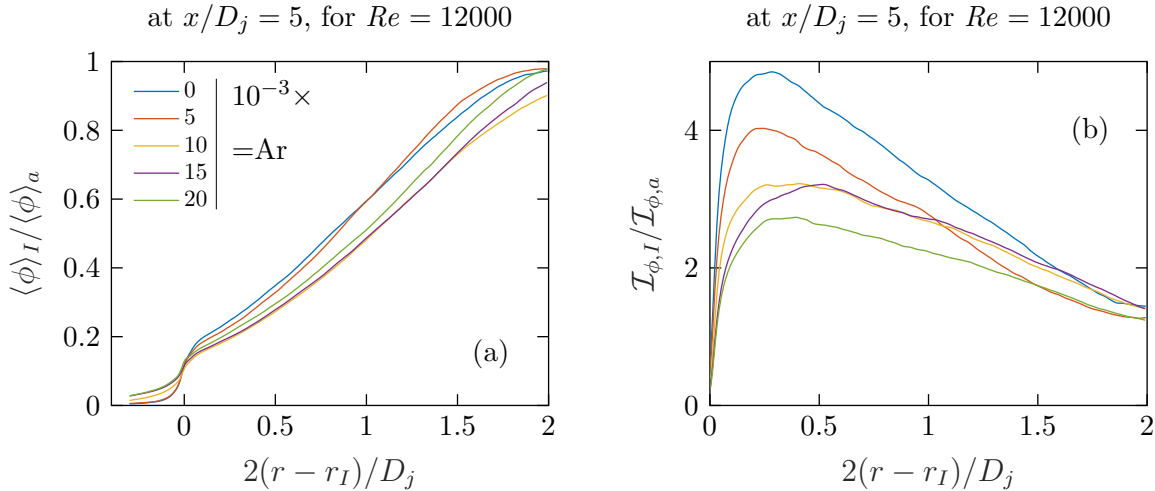 at x/D_j = 5, for Re = 12000
⟨ϕ⟩_I/⟨ϕ⟩_a
1
0.8
0.6
0.4
0.2
0
0
5
10
15
20
10^{-3}×
=Ar
(a)
0 0.5 1 1.5 2
2(r − r_I)/D_j
at x/D_j = 5, for Re = 12000
ℐ_{ϕ,I}/ℐ_{ϕ,a}
4
2
0
(b)
0 0.5 1 1.5 2
2(r − r_I)/D_j